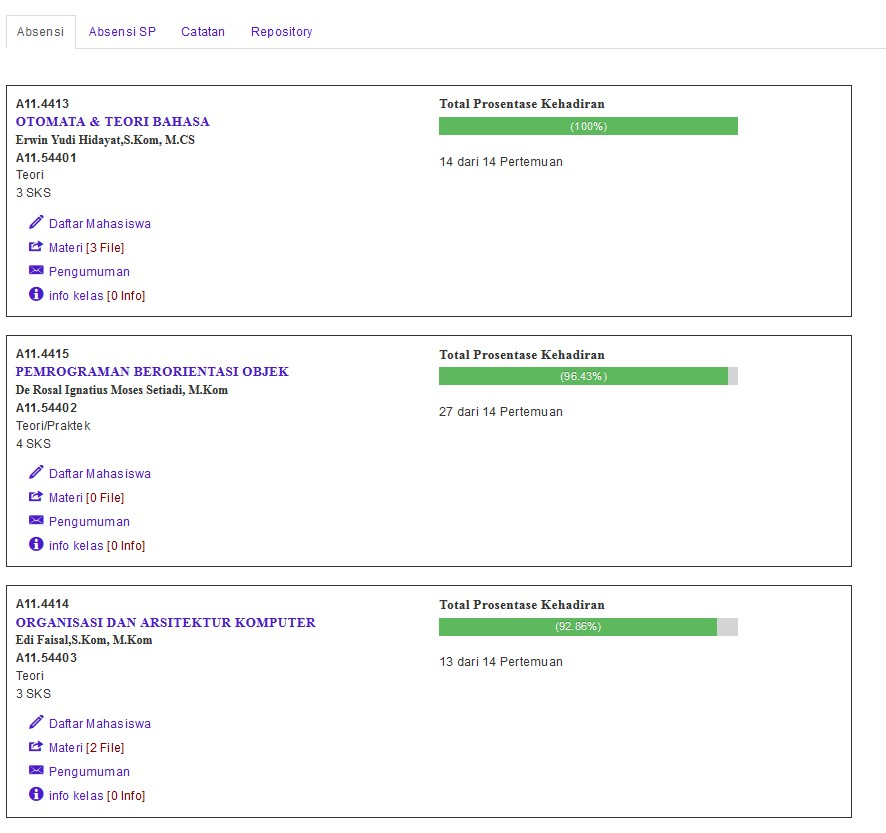 Absensi Absensi SP Catatan Repository
A11.4413
OTOMATA & TEORI BAHASA
Erwin Yudi Hidayat,S.Kom, M.CS
A11.54401
Teori
3 SKS
Daftar Mahasiswa
Materi [3 File]
Pengumuman
info kelas [0 Info]
Total Prosentase Kehadiran
(100%)
14 dari 14 Pertemuan
A11.4415
PEMROGRAMAN BERORIENTASI OBJEK
De Rosal Ignatius Moses Setiadi, M.Kom
A11.54402
Teori/Praktek
4 SKS
Daftar Mahasiswa
Materi [0 File]
Pengumuman
info kelas [0 Info]
Total Prosentase Kehadiran
(96.43%)
27 dari 14 Pertemuan
A11.4414
ORGANISASI DAN ARSITEKTUR KOMPUTER
Edi Faisal,S.Kom, M.Kom
A11.54403
Teori
3 SKS
Daftar Mahasiswa
Materi [2 File]
Pengumuman
info kelas [0 Info]
Total Prosentase Kehadiran
(92.86%)
13 dari 14 Pertemuan